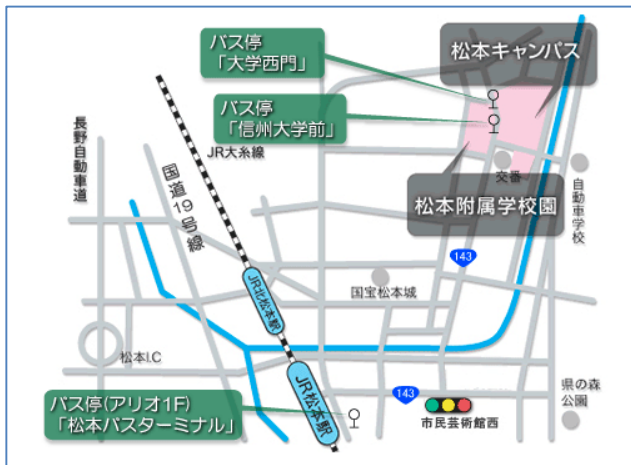 バス停
「大学西門」
松本キャンパス
バス停
「信州大学前」
JR大糸線
長野自動車道
国道19号線
交番
松本附属学校園
自動車学校
143
JR北松本駅
国宝松本城
松本I.C
JR松本駅
バス停(アリオ1F)
「松本バスターミナル」
143
市民芸術館西
県の森
公園